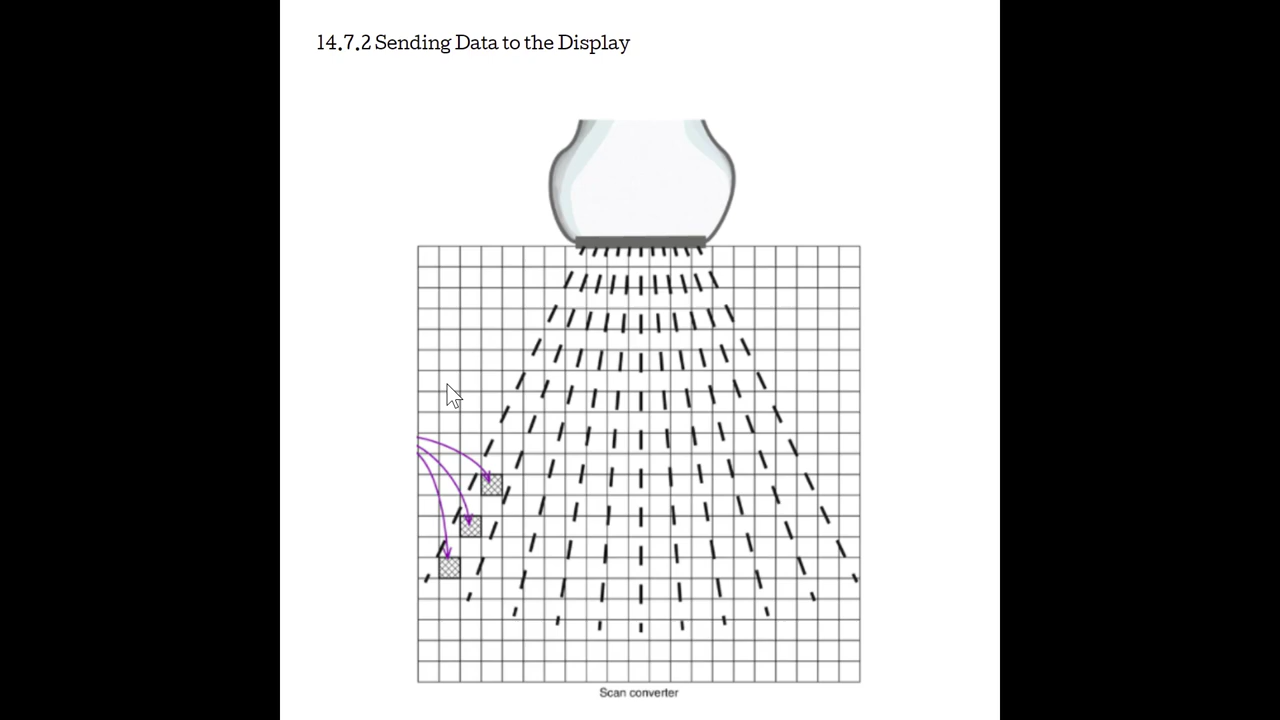 14.7.2 Sending Data to the Display
Scan converter